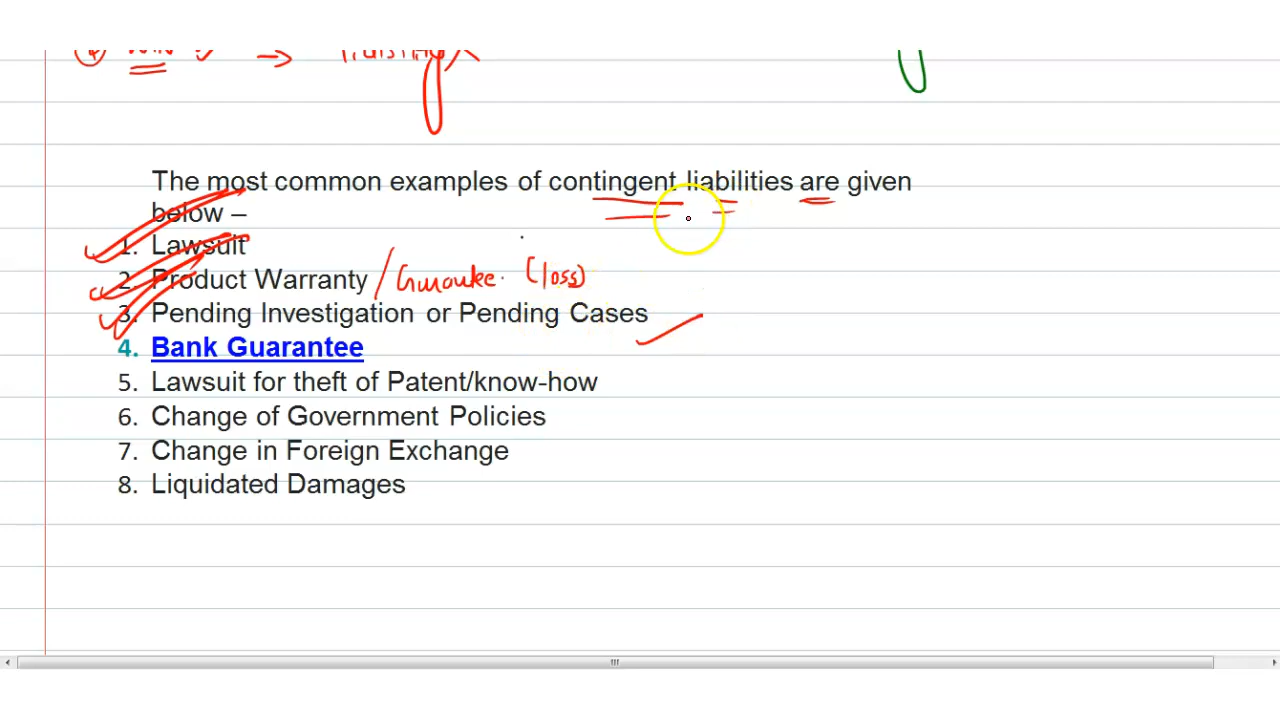 The most common examples of contingent liabilities are given
below –
1. Lawsuit
2. Product Warranty / (loss)
3. Pending Investigation or Pending Cases
4. Bank Guarantee
5. Lawsuit for theft of Patent/know-how
6. Change of Government Policies
7. Change in Foreign Exchange
8. Liquidated Damages